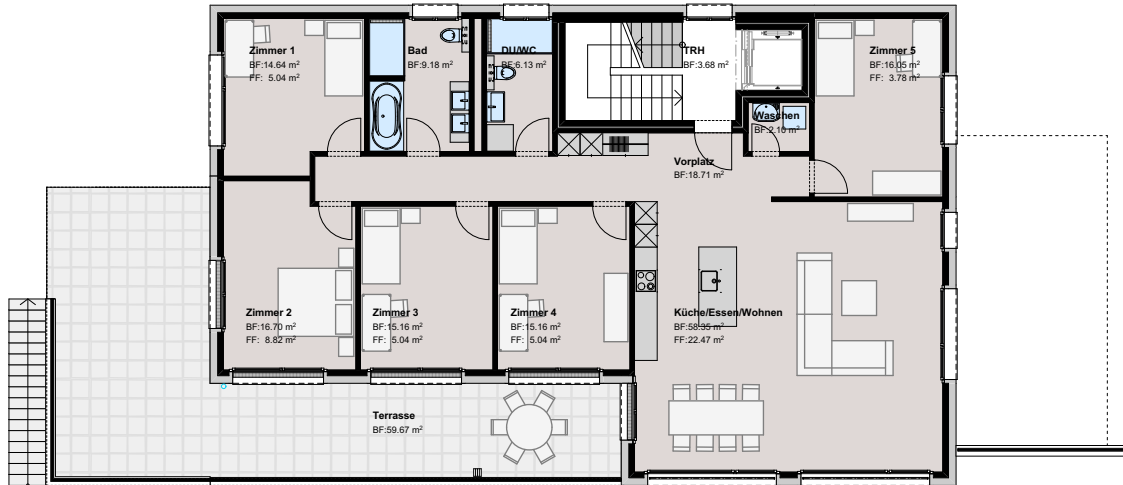 Zimmer 1
BF:14.64 m²
FF: 5.04 m²
Bad
BF:9.18 m²
DU/WC
BF:6.13 m²
TRH
BF:3.68 m²
Zimmer 5
BF:16.05 m²
FF: 3.78 m²
Waschen
BF:2.10 m²
Vorplatz
BF:18.71 m²
Zimmer 2
BF:16.70 m²
FF: 8.82 m²
Zimmer 3
BF:15.16 m²
FF: 5.04 m²
Zimmer 4
BF:15.16 m²
FF: 5.04 m²
Küche/Essen/Wohnen
BF:58.35 m²
FF:22.47 m²
Terrasse
BF:59.67 m²